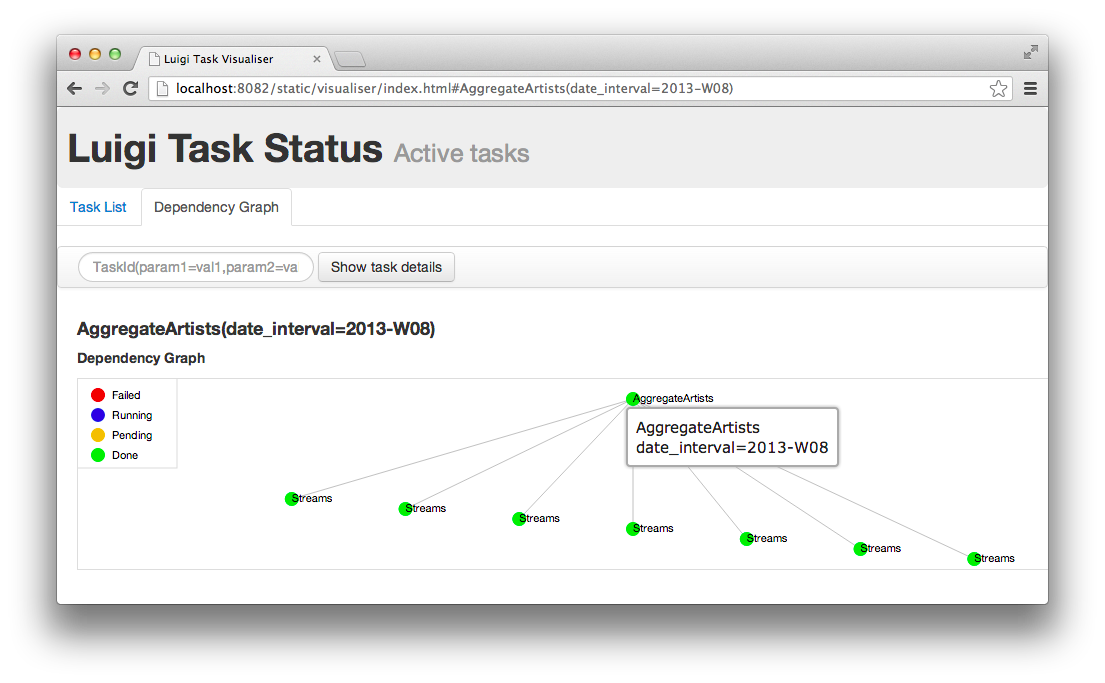 Luigi Task Visualiser
localhost:8082/static/visualiser/index.html#AggregateArtists(date_interval=2013-W08)
Luigi Task Status Active tasks
Task List Dependency Graph
TaskId(param1=val1,param2=va Show task details
AggregateArtists(date_interval=2013-W08)
Dependency Graph
Failed
Running
Pending
Done
AggregateArtists
AggregateArtists
date_interval=2013-W08
Streams
Streams
Streams
Streams
Streams
Streams
Streams